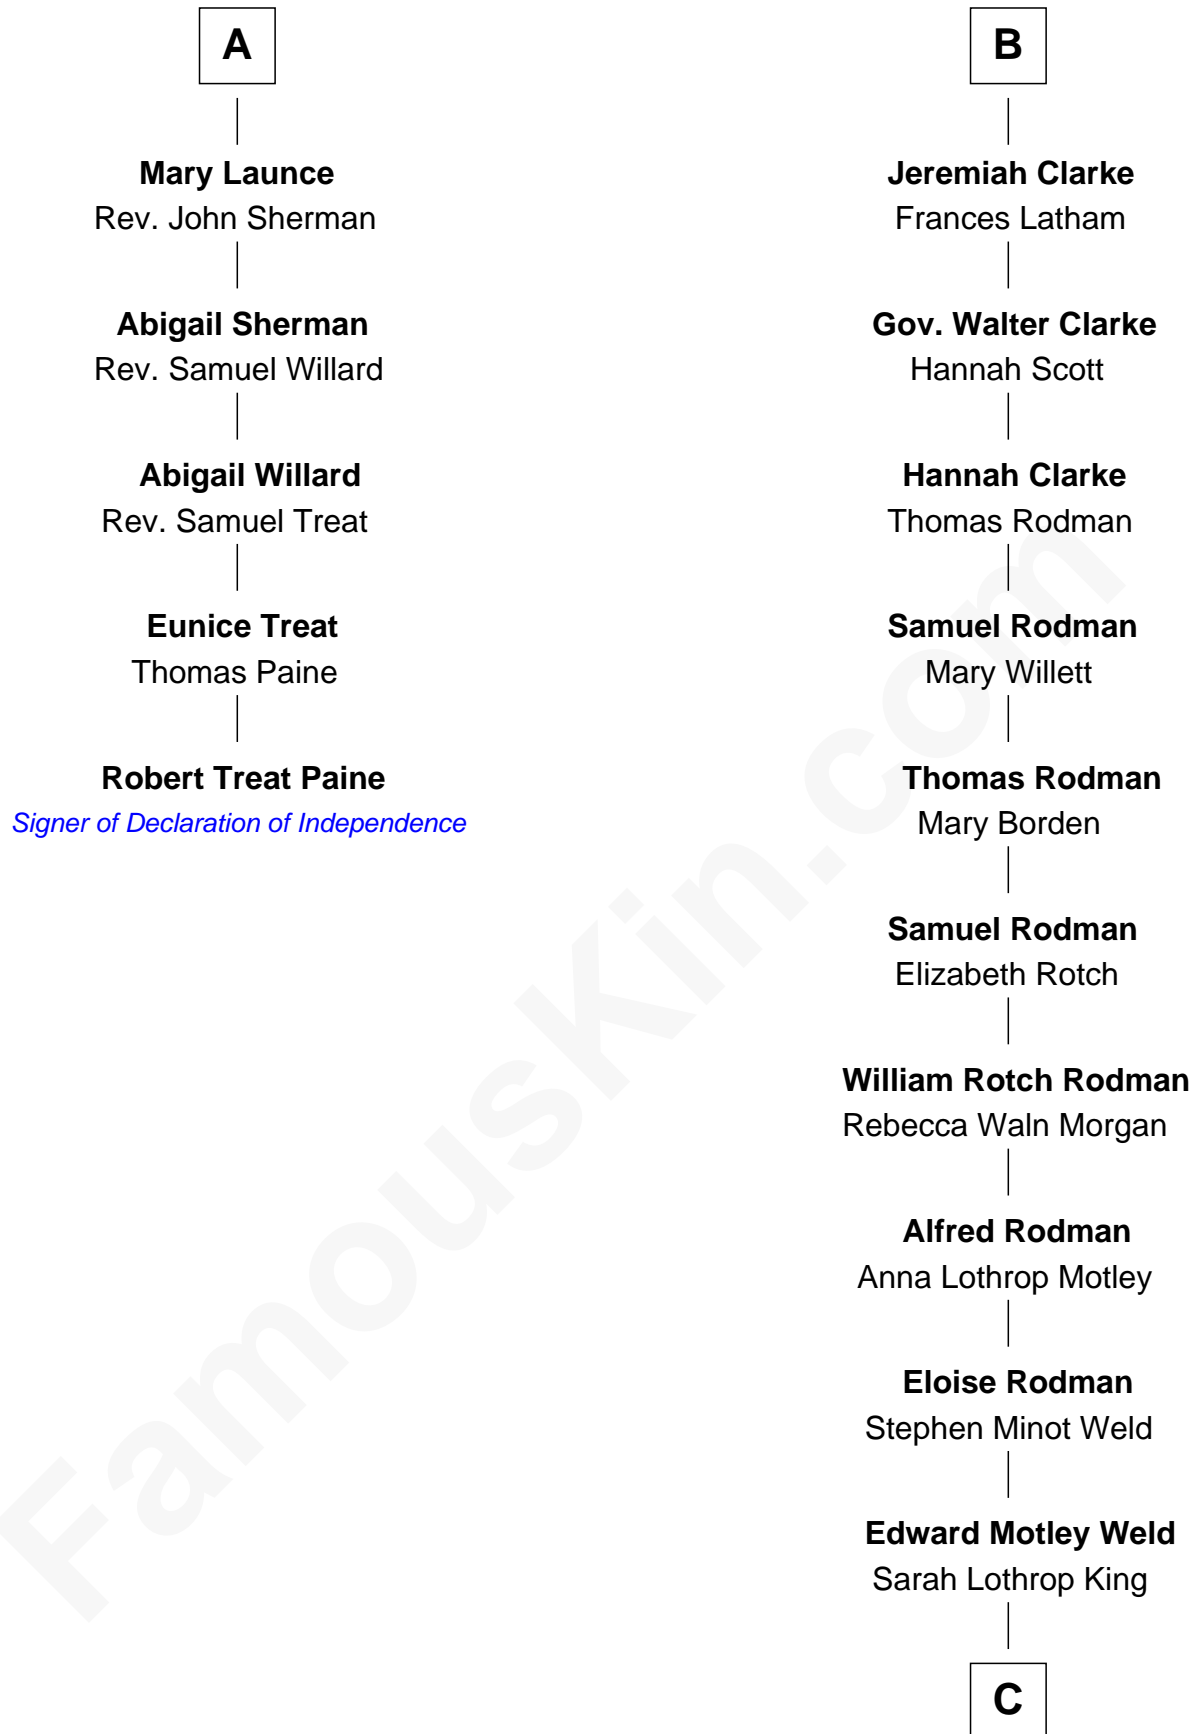 A
Mary Launce
Rev. John Sherman
Abigail Sherman
Rev. Samuel Willard
Abigail Willard
Rev. Samuel Treat
Eunice Treat
Thomas Paine
Robert Treat Paine
Signer of Declaration of Independence
B
Jeremiah Clarke
Frances Latham
Gov. Walter Clarke
Hannah Scott
Hannah Clarke
Thomas Rodman
Samuel Rodman
Mary Willett
Thomas Rodman
Mary Borden
Samuel Rodman
Elizabeth Rotch
William Rotch Rodman
Rebecca Waln Morgan
Alfred Rodman
Anna Lothrop Motley
Eloise Rodman
Stephen Minot Weld
Edward Motley Weld
Sarah Lothrop King
C
FamousKin.com